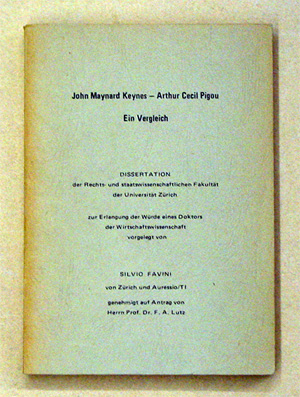 John Maynard Keynes – Arthur Cecil Pigou
Ein Vergleich
DISSERTATION
der Rechts- und staatswissenschaftlichen Fakultät
der Universität Zürich
zur Erlangung der Würde eines Doktors
der Wirtschaftswissenschaft
vorgelegt von
SILVIO FAVINI
von Zürich und Auressio/TI
genehmigt auf Antrag von
Herrn Prof. Dr. F. A. Lutz